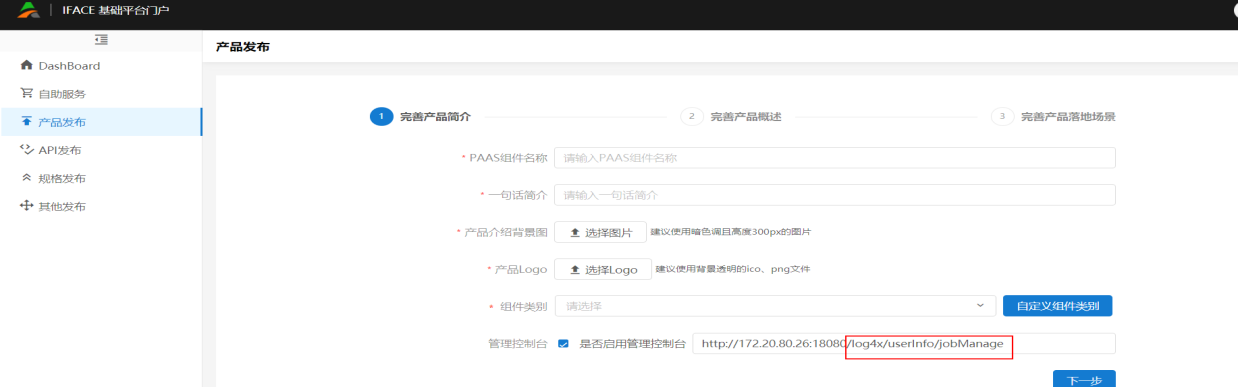 IFACE 基础平台门户
产品发布
DashBoard
自助服务
产品发布
API发布
规格发布
其他发布
1 完善产品简介
2 完善产品概述
3 完善产品落地场景
* PAAS组件名称 请输入PAAS组件名称
* 一句话简介 请输入一句话简介
* 产品介绍背景图 选择图片 建议使用暗色调且高度300px的图片
* 产品Logo 选择Logo 建议使用背景透明的ico、png文件
* 组件类别 请选择 自定义组件类别
管理控制台 是否启用管理控制台 http://172.20.80.26:18080/log4x/userInfo/jobManage
下一步